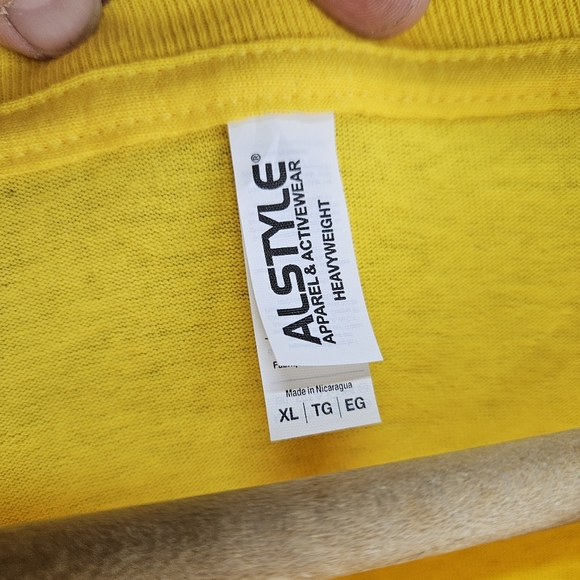 ALSTYLE®
APPAREL & ACTIVEWEAR
HEAVYWEIGHT
Made in Nicaragua
XL | TG | EG